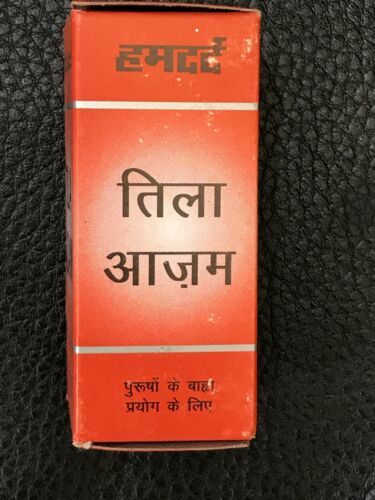 हमदर्द
तिला
आज़म
पुरूषों के बाह्य
प्रयोग के लिए